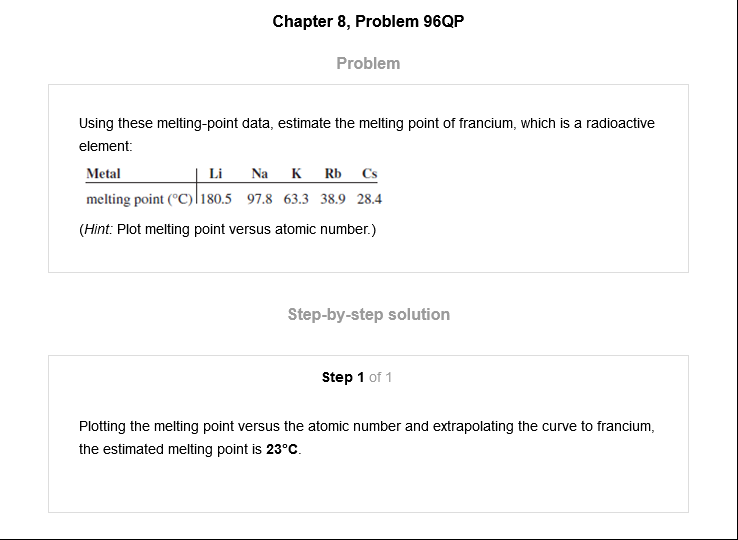 Chapter 8, Problem 96QP
Problem
Using these melting-point data, estimate the melting point of francium, which is a radioactive
element:
Metal Li Na K Rb Cs
melting point (°C) 180.5 97.8 63.3 38.9 28.4
(Hint: Plot melting point versus atomic number.)
Step-by-step solution
Step 1 of 1
Plotting the melting point versus the atomic number and extrapolating the curve to francium,
the estimated melting point is 23°C.